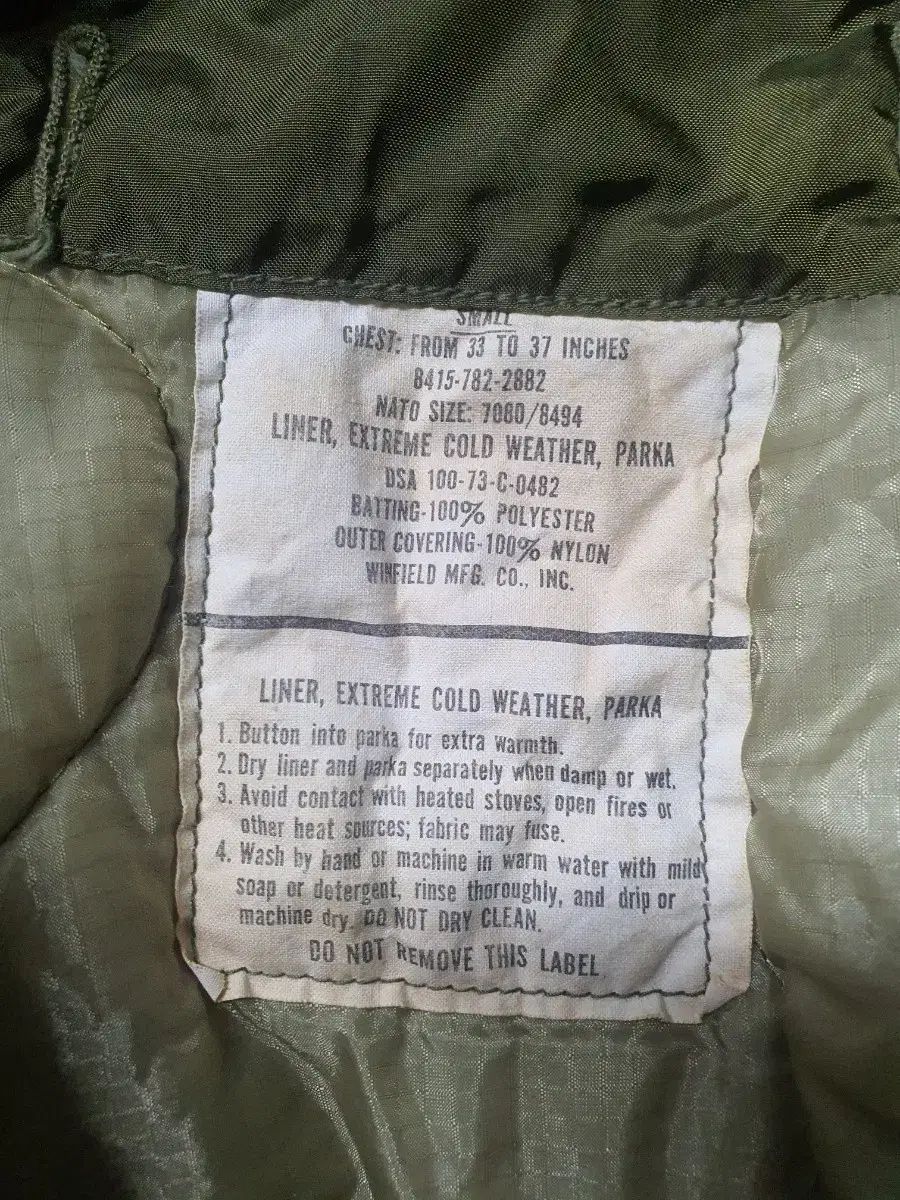 SMALL
CHEST: FROM 33 TO 37 INCHES
8415-782-2882
NATO SIZE: 7080/8494
LINER, EXTREME COLD WEATHER, PARKA
DSA 100-73-C-0482
BATTING-100% POLYESTER
OUTER COVERING-100% NYLON
WINFIELD MFG. CO., INC.
LINER, EXTREME COLD WEATHER, PARKA
1. Button into parka for extra warmth.
2. Dry liner and parka separately when damp or wet.
3. Avoid contact with heated stoves, open fires or
other heat sources; fabric may fuse.
4. Wash by hand or machine in warm water with mild
soap or detergent, rinse thoroughly, and drip or
machine dry. DO NOT DRY CLEAN.
DO NOT REMOVE THIS LABEL